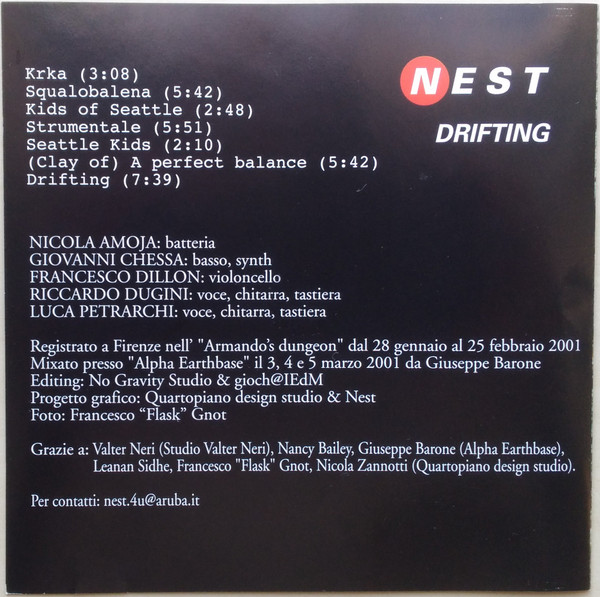 Krka (3:08)
Squalobalena (5:42)
Kids of Seattle (2:48)
Strumentale (5:51)
Seattle Kids (2:10)
(Clay of) A perfect balance (5:42)
Drifting (7:39)
NEST
DRIFTING
NICOLA AMOJA: batteria
GIOVANNI CHESSA: basso, synth
FRANCESCO DILLON: violoncello
RICCARDO DUGINI: voce, chitarra, tastiera
LUCA PETRARCHI: voce, chitarra, tastiera
Registrato a Firenze nell' "Armando's dungeon" dal 28 gennaio al 25 febbraio 2001
Mixato presso "Alpha Earthbase" il 3, 4 e 5 marzo 2001 da Giuseppe Barone
Editing: No Gravity Studio & gioch@IEdM
Progetto grafico: Quartopiano design studio & Nest
Foto: Francesco “Flask” Gnot
Grazie a: Valter Neri (Studio Valter Neri), Nancy Bailey, Giuseppe Barone (Alpha Earthbase),
Leanan Sidhe, Francesco "Flask" Gnot, Nicola Zannotti (Quartopiano design studio).
Per contatti: nest.4u@aruba.it